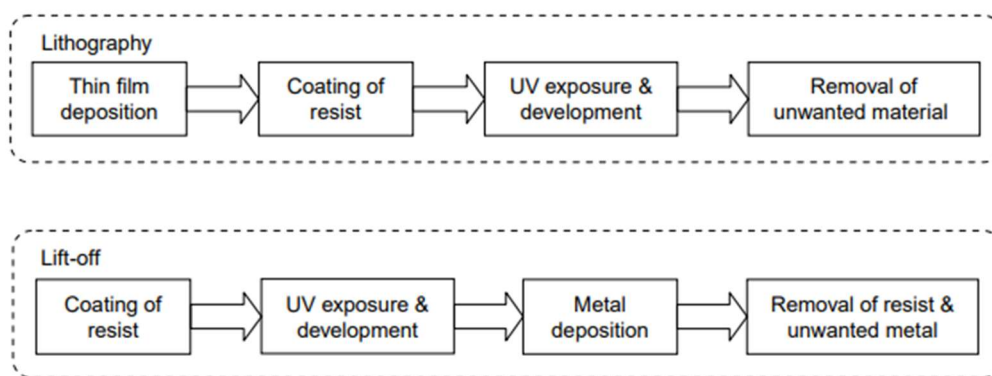 Lithography
Thin film
deposition
Coating of
resist
UV exposure &
development
Removal of
unwanted material
Lift-off
Coating of
resist
UV exposure &
development
Metal
deposition
Removal of resist &
unwanted metal